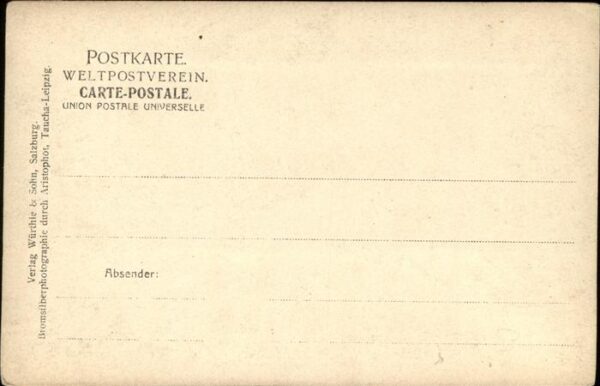 POSTKARTE.
WELTPOSTVEREIN.
CARTE-POSTALE.
UNION POSTALE UNIVERSELLE
Absender:
Verlag Würthle & Sohn, Salzburg.
Bromsilberphotographie durch Aristophot, Taucha-Leipzig.